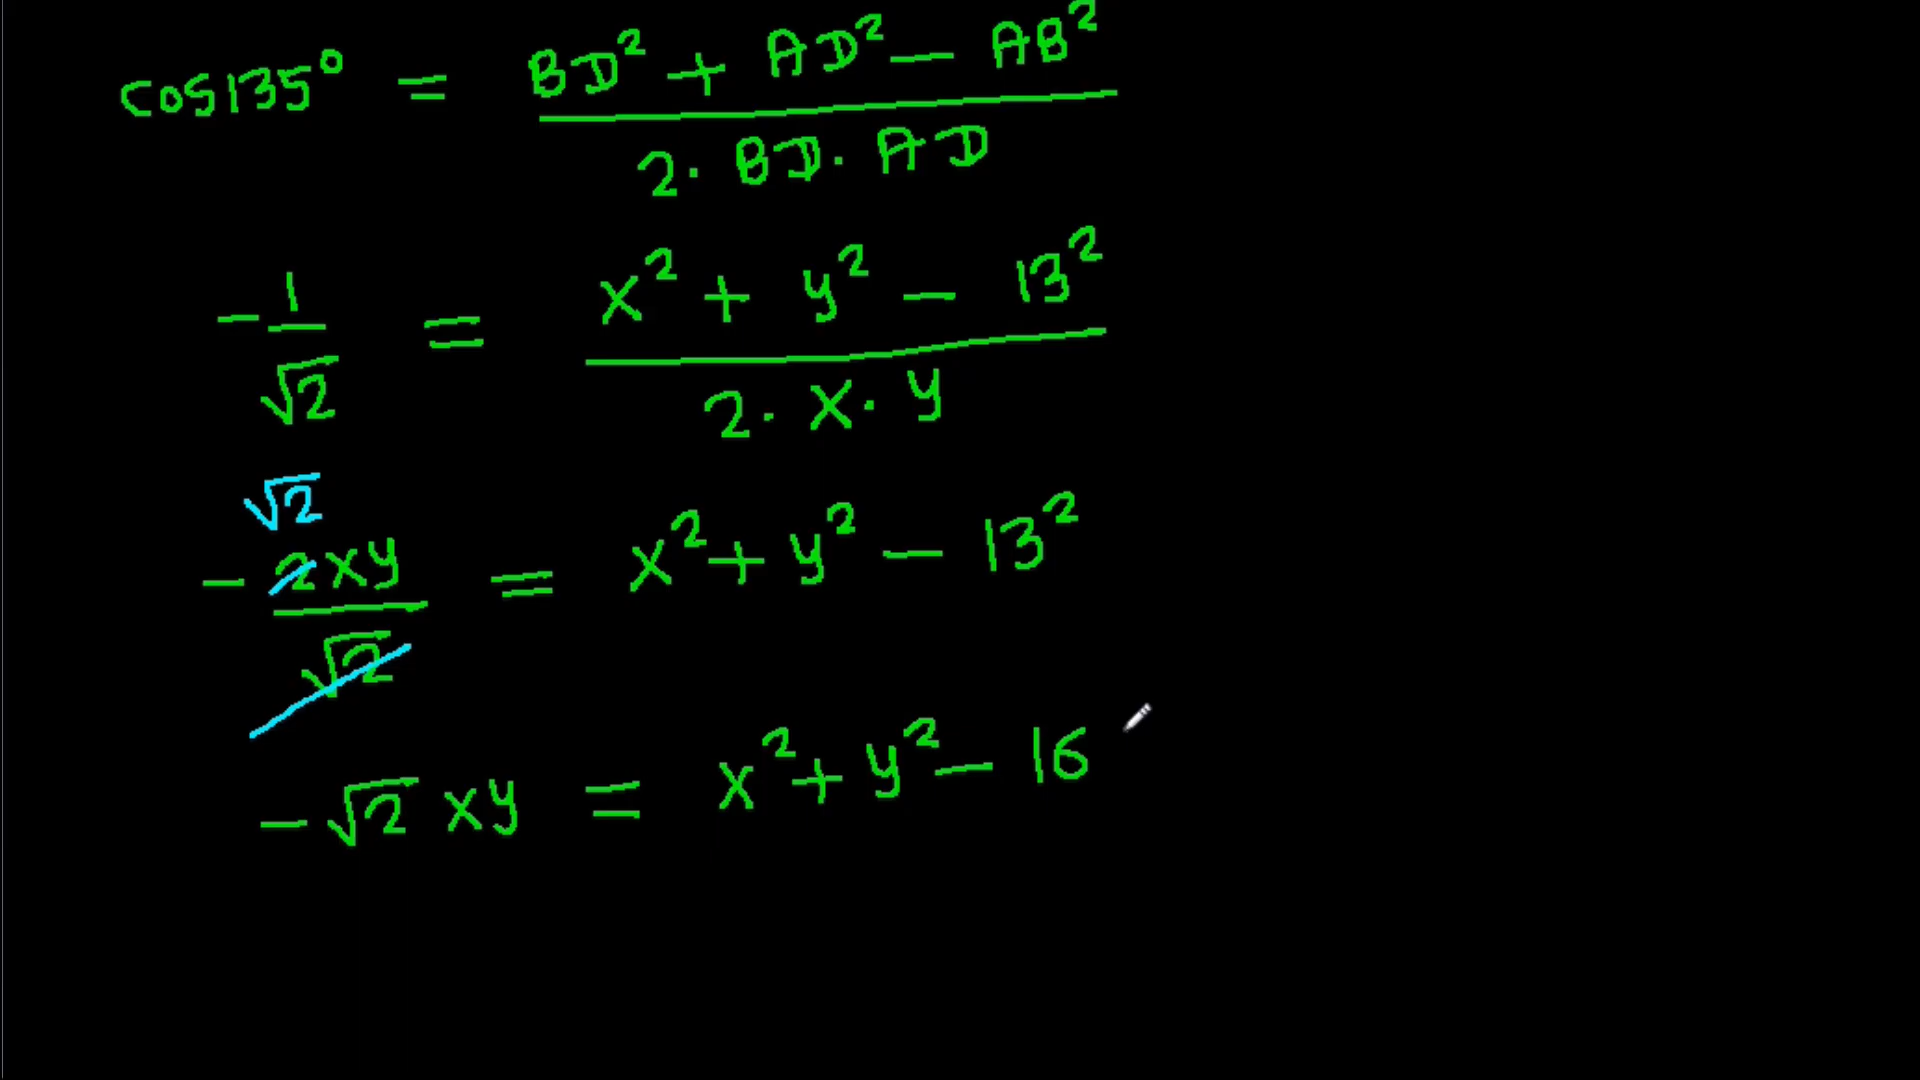 cos135° = (BD² + AD² - AB²) / (2 · BD · AD)
-1/√2 = (x² + y² - 13²) / (2 · x · y)
√2
-2xy/√2 = x² + y² - 13²
-√2 xy = x² + y² - 16